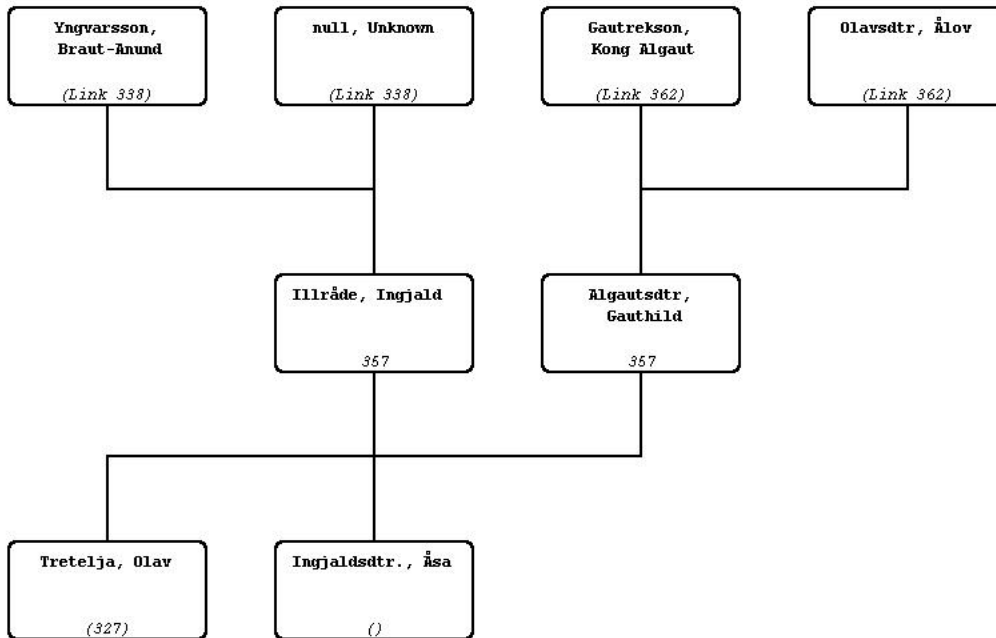 Yngvarsson,
Braut-Anund
(Link 338)
null, Unknown
(Link 338)
Gautrekson,
Kong Algaut
(Link 362)
Olavsdtr, Ålov
(Link 362)
Illråde, Ingjald
357
Algautsdtr,
Gauthild
357
Tretelja, Olav
(327)
Ingjaldsdtr., Åsa
()